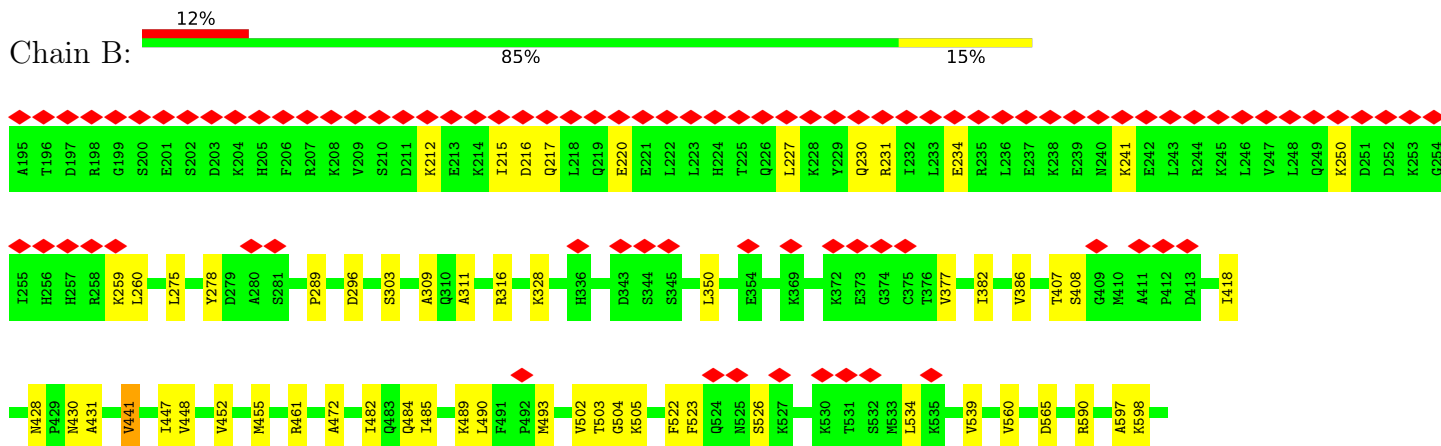 12%
Chain B:
85% 15%
A195 T196 D197 R198 G199 S200 E201 S202 D203 K204 H205 F206 R207 K208 V209 S210 D211 K212 E213 K214 I215 D216 Q217 L218 Q219 E220 E221 L222 L223 H224 T225 Q226 L227 K228 Y229 Q230 R231 I232 L233 E234 R235 L236 E237 K238 E239 N240 K241 E242 L243 R244 K245 L246 V247 L248 Q249 K250 D251 D252 K253 G254
I255 H256 H257 R258 K259 L260 L275 Y278 D279 A280 S281 P289 D296 S303 A309 Q310 A311 R316 K328 H336 D343 S344 S345 L350 E354 K369 K372 E373 G374 C375 T376 V377 I382 V386 T407 S408 G409 M410 A411 P412 D413 I418
N428 P429 N430 A431 V441 I447 V448 V452 M455 R461 A472 I482 Q483 Q484 I485 K489 L490 F491 P492 M493 V502 T503 G504 K505 F522 F523 Q524 N525 S526 K527 K530 T531 S532 M533 L534 K535 V539 V560 D565 R590 A597 K598